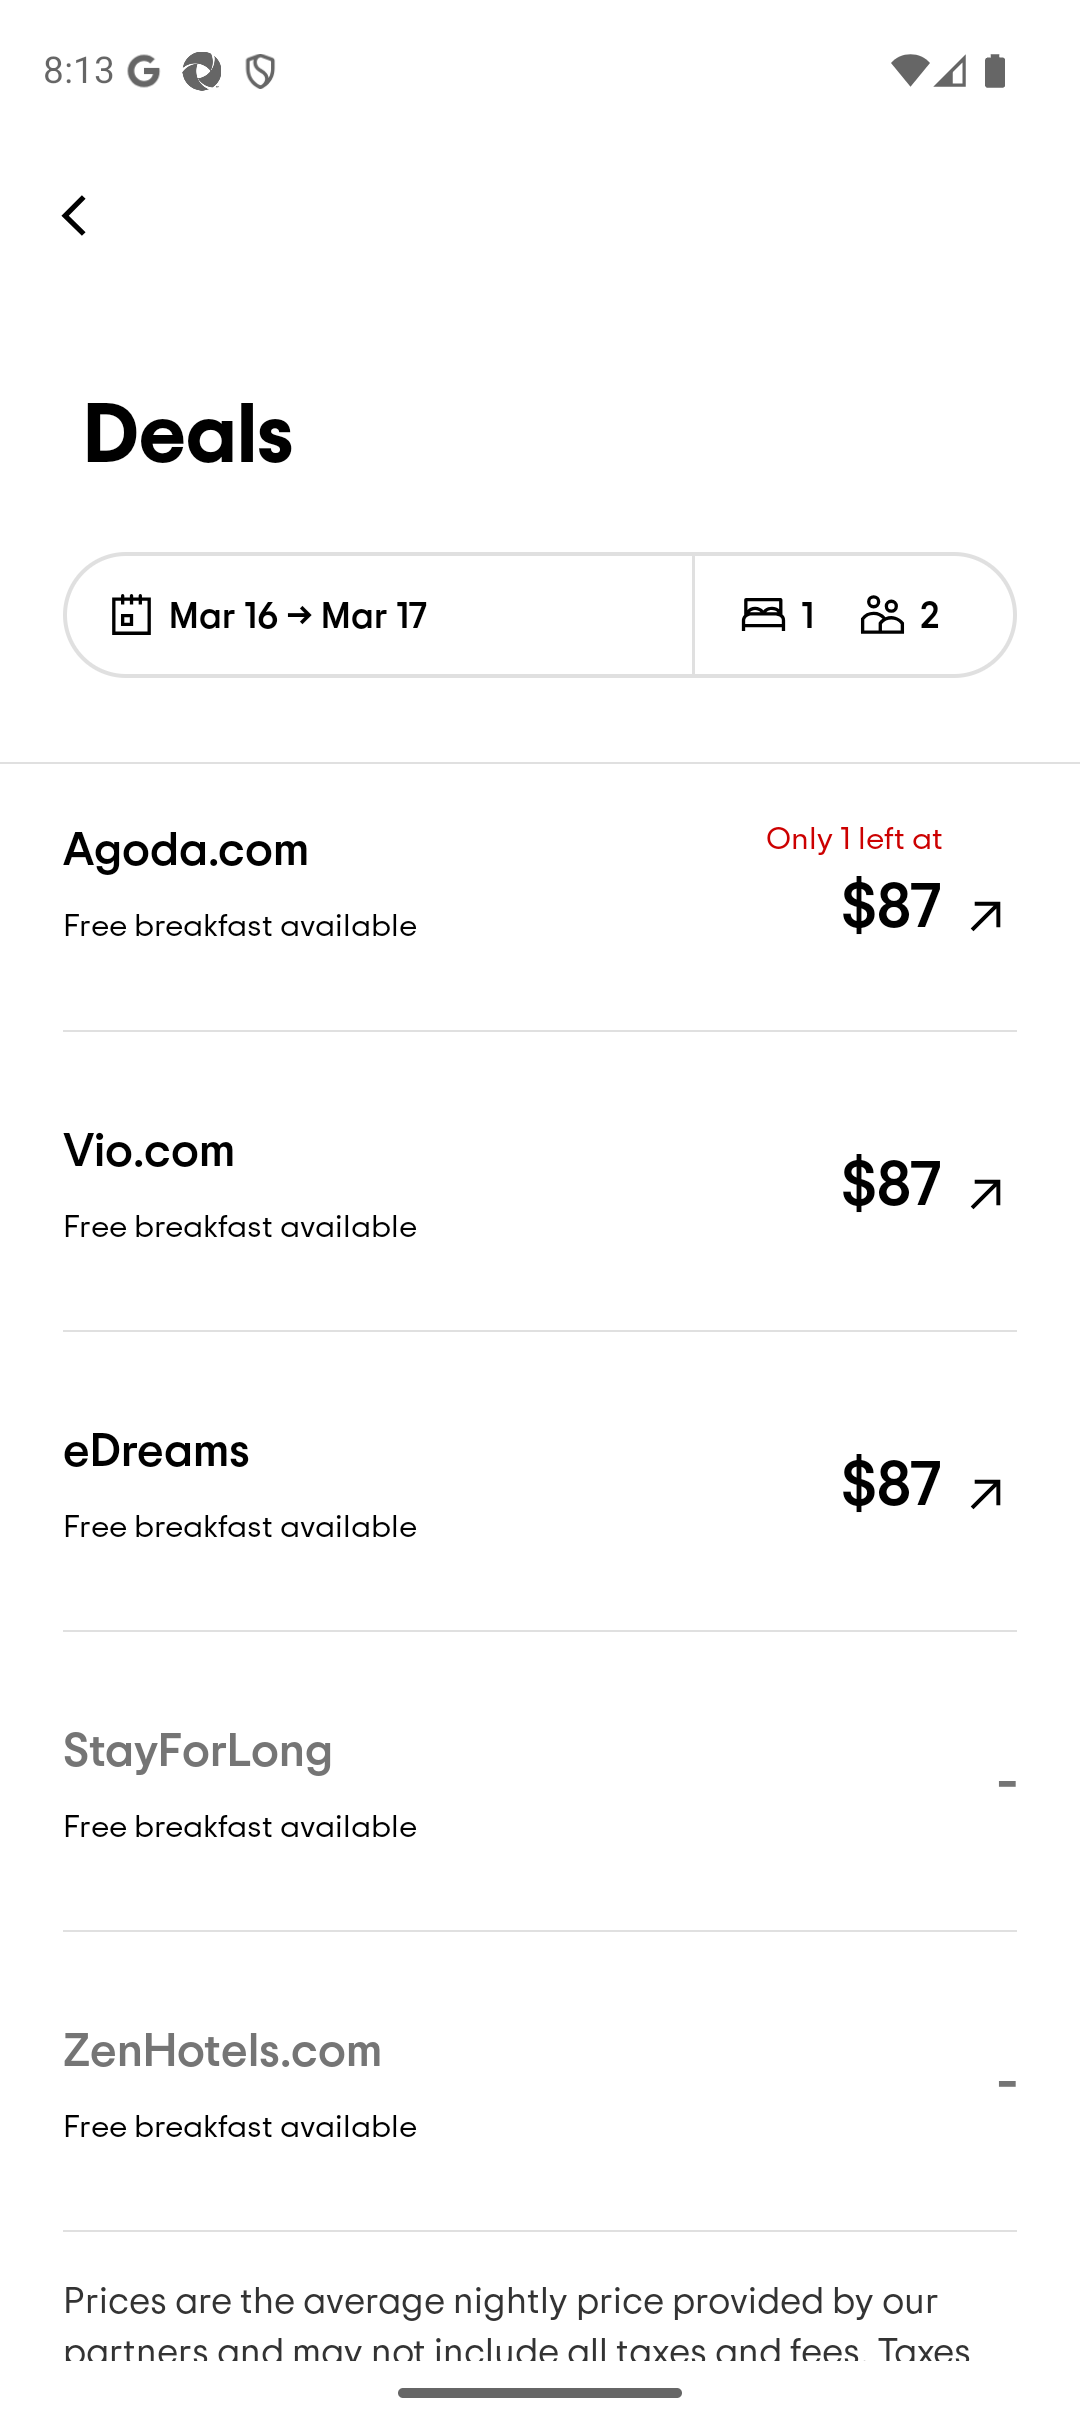 8:13
Deals
Mar 16 → Mar 17
1
2
Agoda.com
Only 1 left at
$87
Free breakfast available
Vio.com
$87
Free breakfast available
eDreams
$87
Free breakfast available
StayForLong
-
Free breakfast available
ZenHotels.com
-
Free breakfast available
Prices are the average nightly price provided by our
partners and may not include all taxes and fees. Taxes